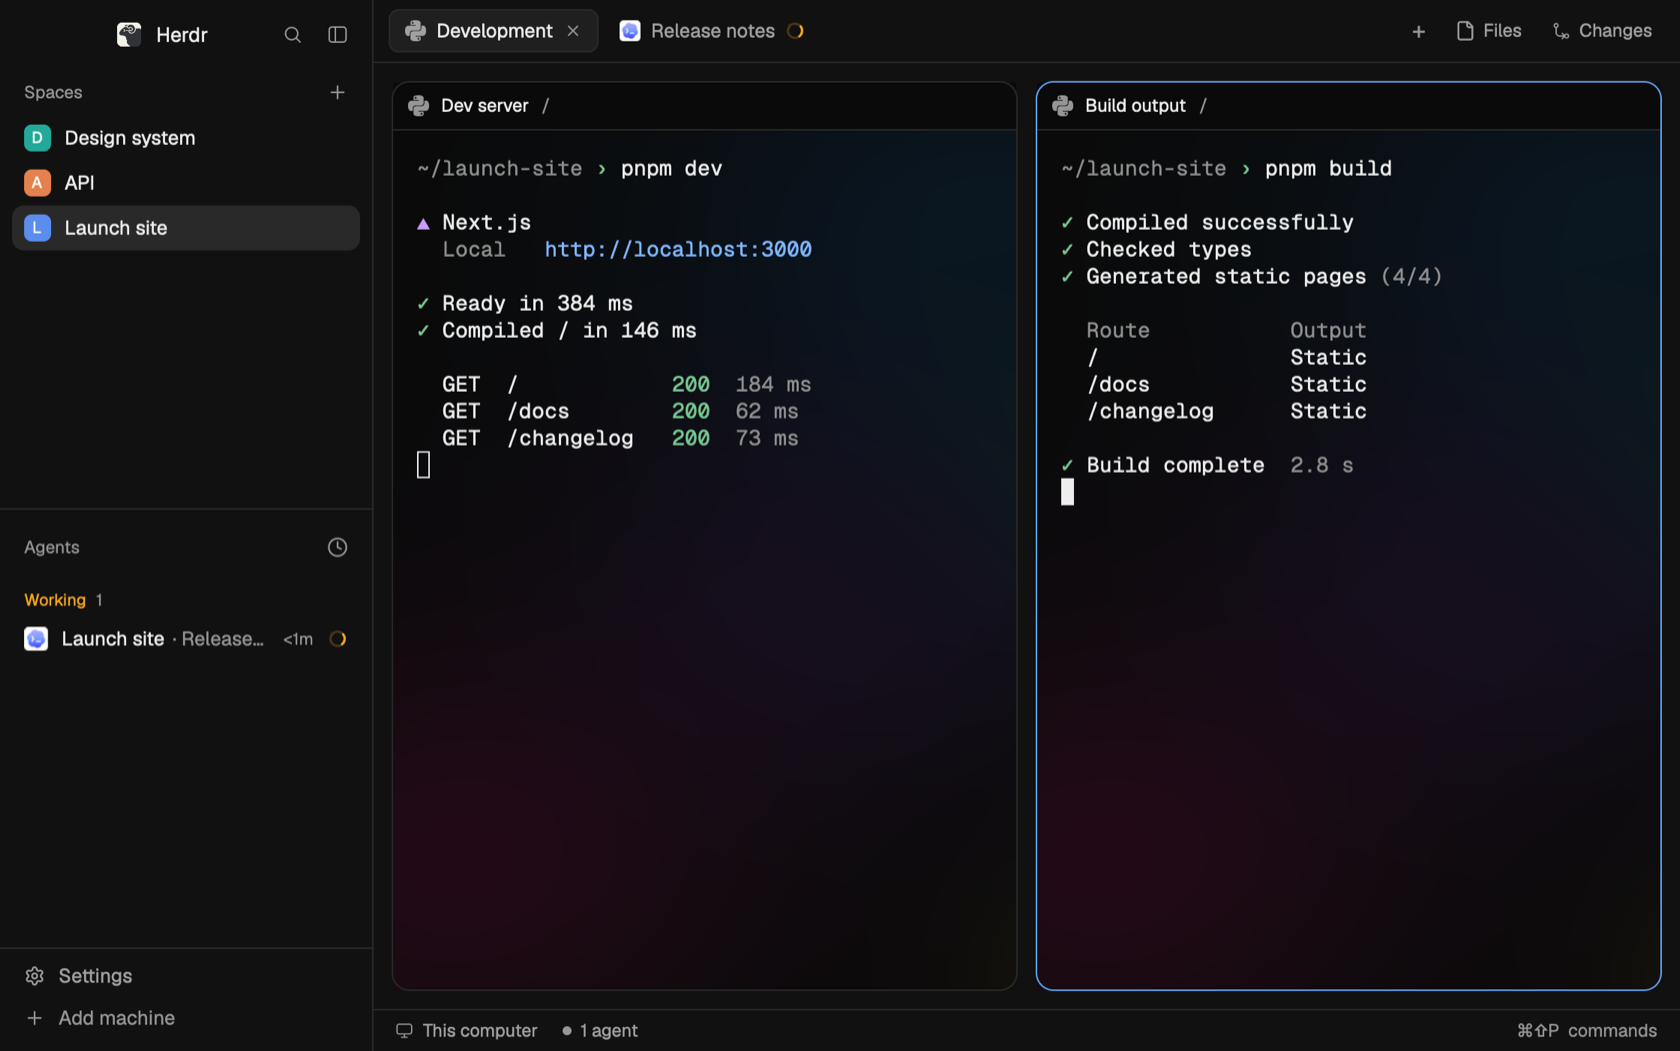 Herdr
Spaces
D Design system
A API
L Launch site
Agents
Working 1
Launch site · Release... <1m
Settings
Add machine
Development
Release notes
Files
Changes
Dev server /
~/launch-site › pnpm dev
▲ Next.js
Local http://localhost:3000
✓ Ready in 384 ms
✓ Compiled / in 146 ms
GET / 200 184 ms
GET /docs 200 62 ms
GET /changelog 200 73 ms
Build output /
~/launch-site › pnpm build
✓ Compiled successfully
✓ Checked types
✓ Generated static pages (4/4)
Route Output
/ Static
/docs Static
/changelog Static
✓ Build complete 2.8 s
This computer
1 agent
⌘⇧P commands